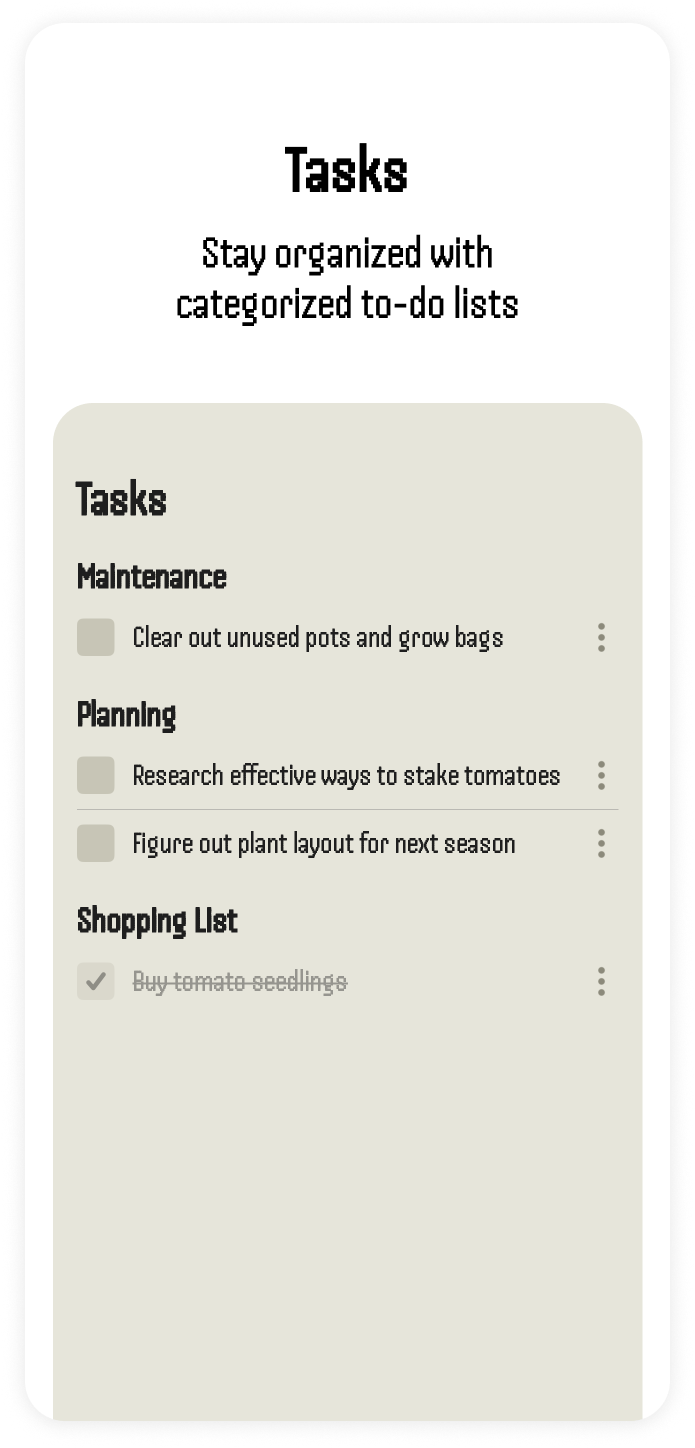 Tasks
Stay organized with
categorized to-do lists
Tasks
Maintenance
Clear out unused pots and grow bags
Planning
Research effective ways to stake tomatoes
Figure out plant layout for next season
Shopping List
Buy tomato seedlings